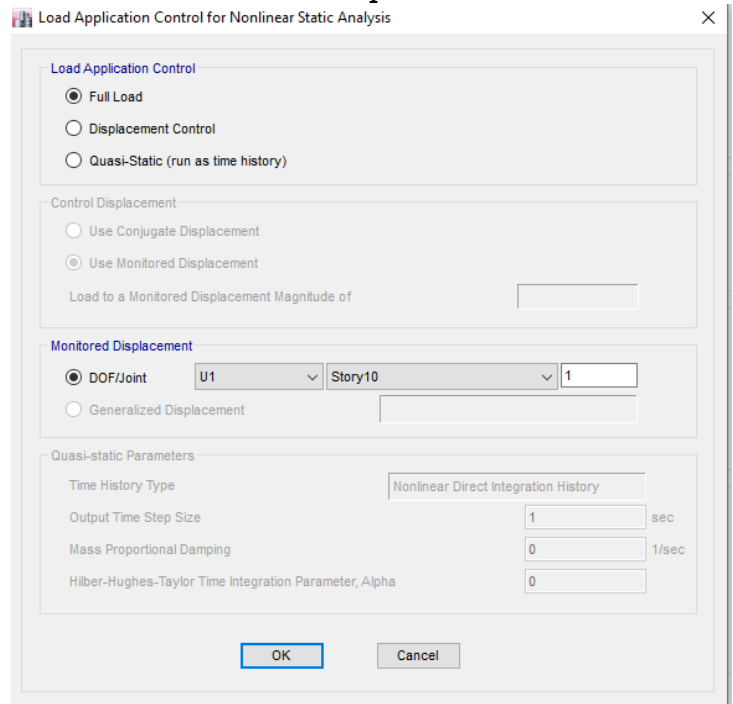 Load Application Control for Nonlinear Static Analysis
Load Application Control
Full Load
Displacement Control
Quasi-Static (run as time history)
Control Displacement
Use Conjugate Displacement
Use Monitored Displacement
Load to a Monitored Displacement Magnitude of
Monitored Displacement
DOF/Joint U1 Story10 1
Generalized Displacement
Quasi-static Parameters
Time History Type Nonlinear Direct Integration History
Output Time Step Size 1 sec
Mass Proportional Damping 0 1/sec
Hilber-Hughes-Taylor Time Integration Parameter, Alpha 0
OK Cancel